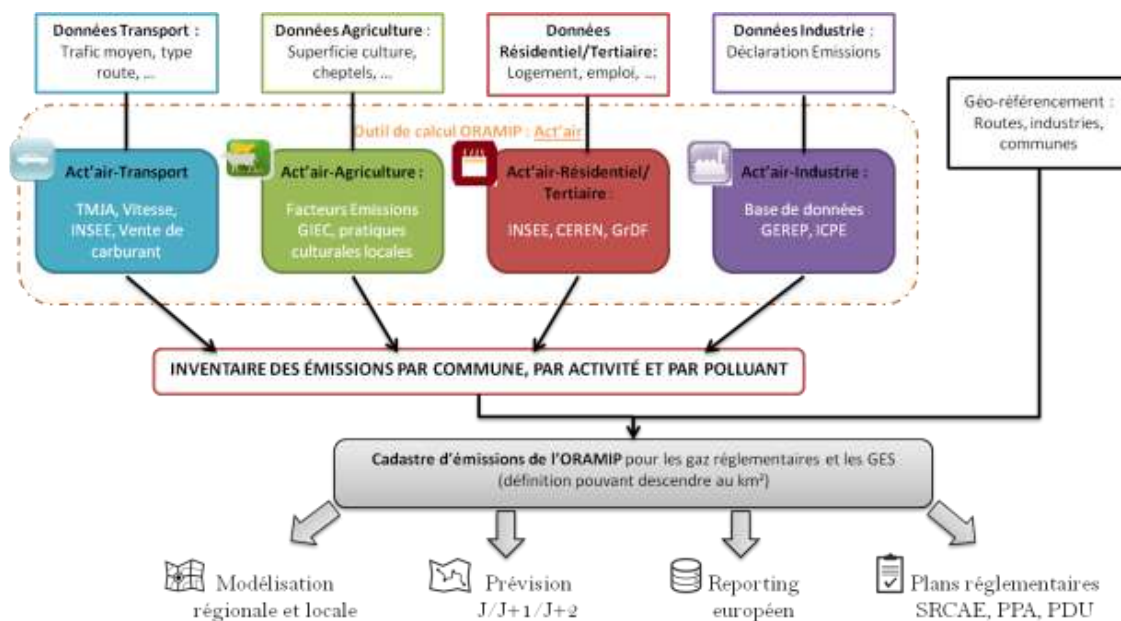 Données Transport :
Trafic moyen, type
route, ...
Données Agriculture :
Superficie culture,
cheptels, ...
Données
Résidentiel/Tertiaire:
Logement, emploi, ...
Données Industrie :
Déclaration Emissions
Géo-référencement :
Routes, industries,
communes
Outil de calcul ORAMIP : Act'air
Act'air-Transport
TMJA, Vitesse,
INSEE, Vente de
carburant
Act'air-Agriculture :
Facteurs Emissions
GIEC, pratiques
culturales locales
Act'air-Résidentiel/
Tertiaire :
INSEE, CEREN, GrDF
Act'air-Industrie :
Base de données
GEREP, ICPE
INVENTAIRE DES ÉMISSIONS PAR COMMUNE, PAR ACTIVITÉ ET PAR POLLUANT
Cadastre d'émissions de l'ORAMIP pour les gaz réglementaires et les GES
(définition pouvant descendre au km²)
Modélisation
régionale et locale
Prévision
J/J+1/J+2
Reporting
européen
Plans réglementaires
SRCAE, PPA, PDU